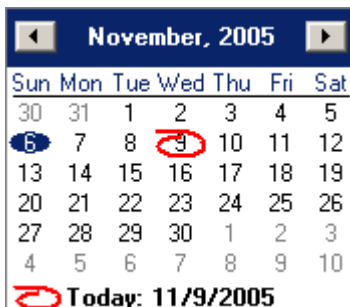 November, 2005
Sun Mon Tue Wed Thu Fri Sat
30 31 1 2 3 4 5
6 7 8 9 10 11 12
13 14 15 16 17 18 19
20 21 22 23 24 25 26
27 28 29 30 1 2 3
4 5 6 7 8 9 10
Today: 11/9/2005